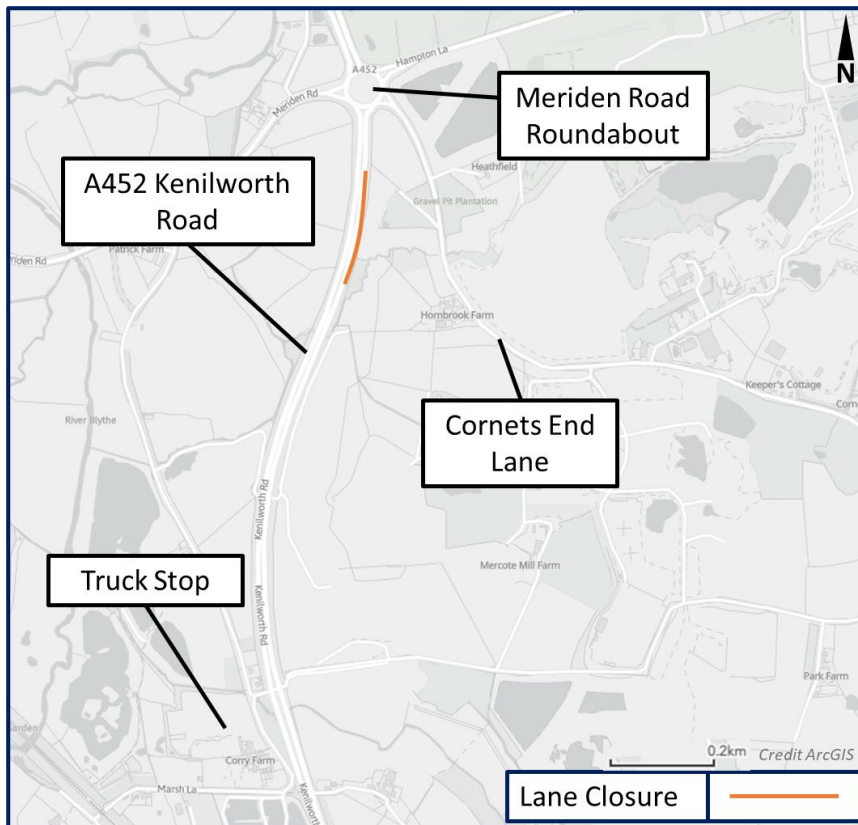 N
A452
Hampton La
Meriden Rd
Meriden Road
Roundabout
Heathfield
Gravel Pit Plantation
A452 Kenilworth
Road
Patrick Farm
Hornbrook Farm
Keeper's Cottage
River Blythe
Cornets End
Lane
Kenilworth Rd
Mercote Mill Farm
Truck Stop
Kenilworth Rd
Park Farm
Corry Farm
0.2km
Credit ArcGIS
Marsh La
Lane Closure